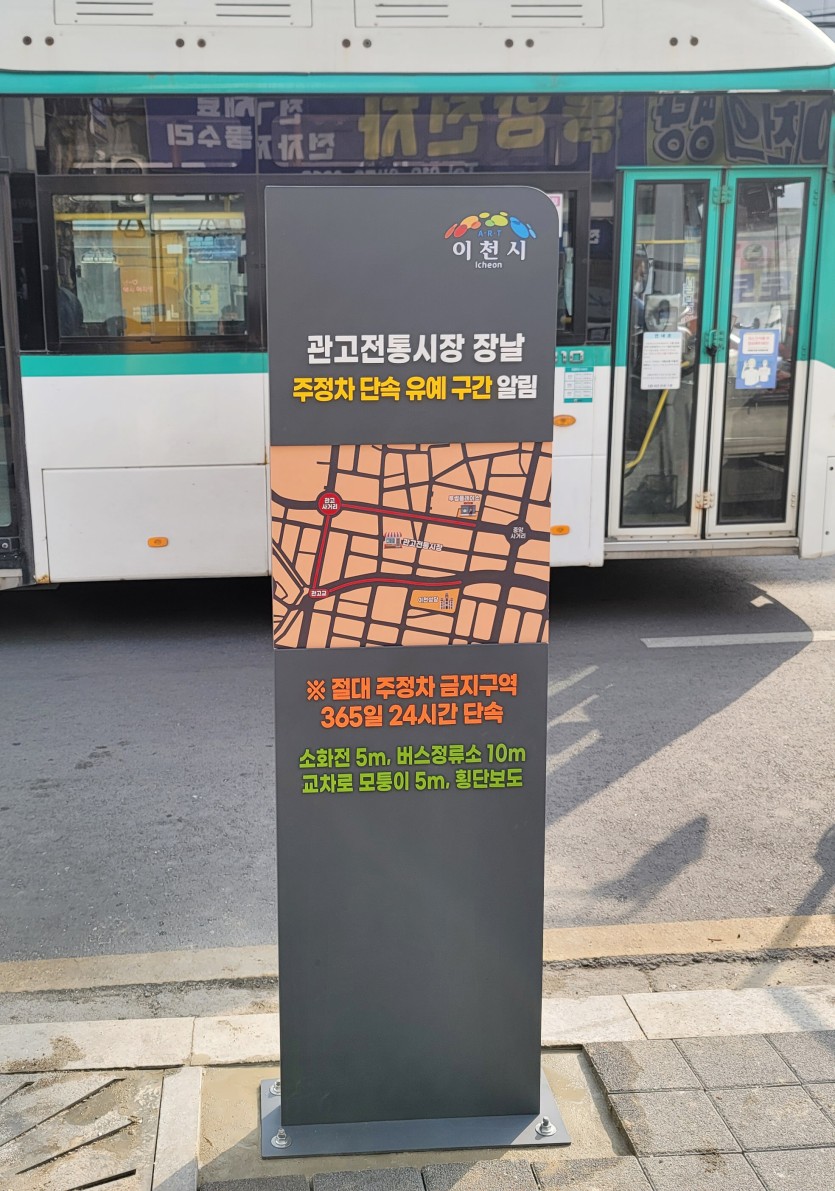 A·R·T
이천시
Icheon
관고전통시장 장날
주정차 단속 유예 구간 알림
관고
사거리
중앙
사거리
관고전통시장
관고교
※ 절대 주정차 금지구역
365일 24시간 단속
소화전 5m, 버스정류소 10m
교차로 모퉁이 5m, 횡단보도